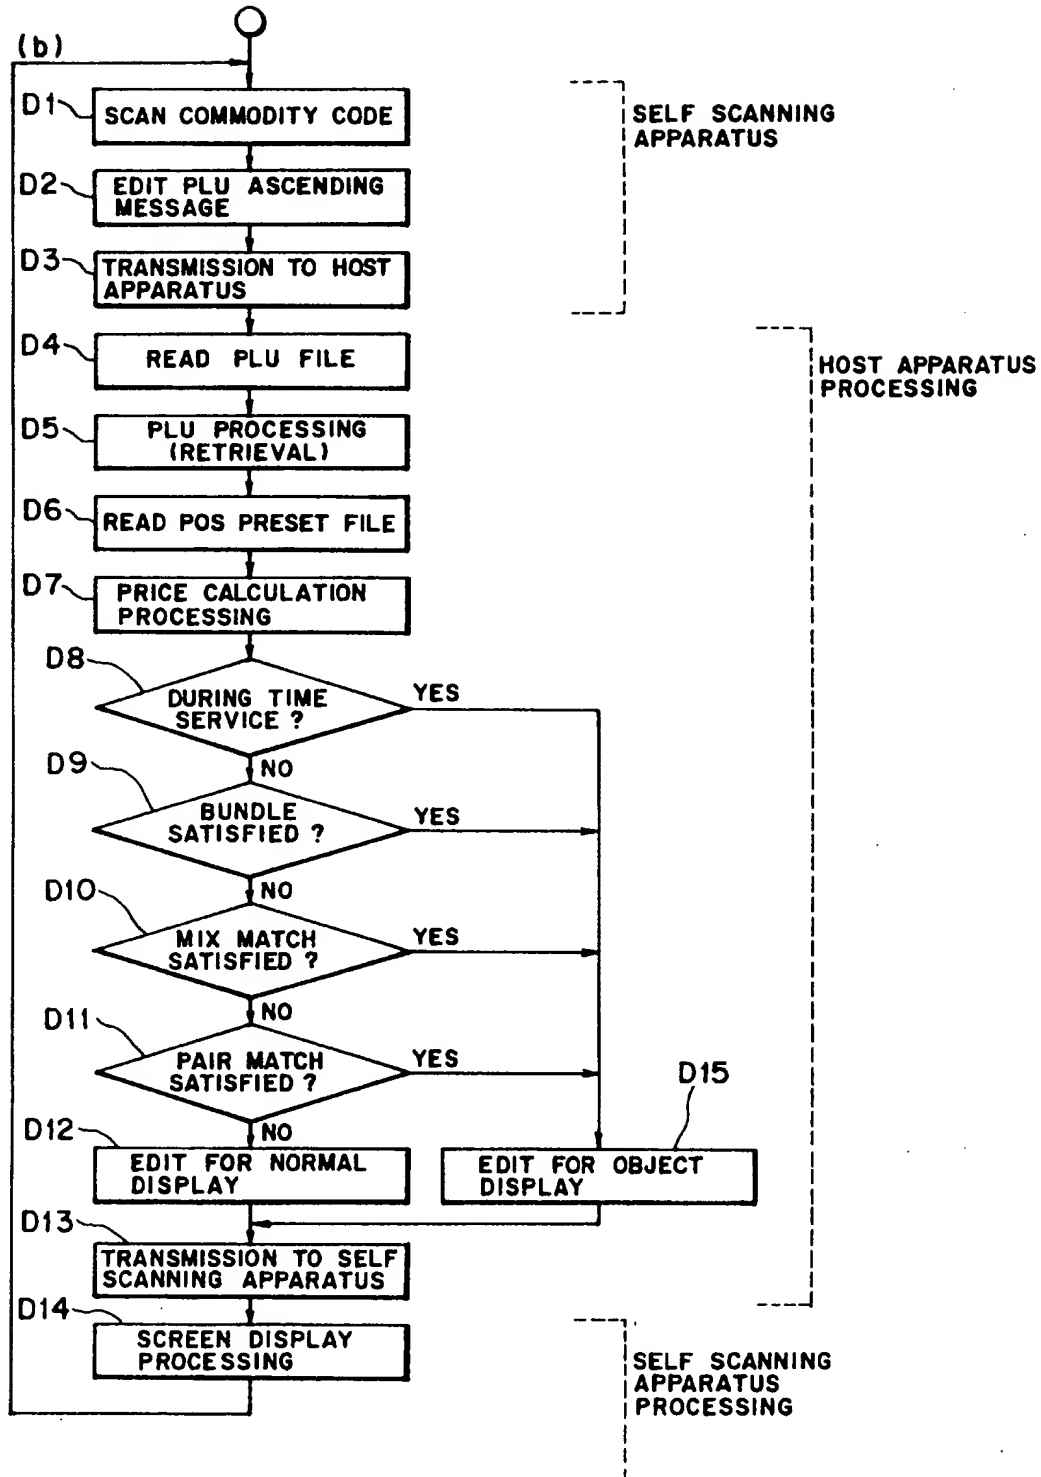 (b)
D1
SCAN COMMODITY CODE
SELF SCANNING
APPARATUS
D2
EDIT PLU ASCENDING
MESSAGE
D3
TRANSMISSION TO HOST
APPARATUS
D4
READ PLU FILE
HOST APPARATUS
PROCESSING
D5
PLU PROCESSING
(RETRIEVAL)
D6
READ POS PRESET FILE
D7
PRICE CALCULATION
PROCESSING
D8
DURING TIME
SERVICE ?
YES
NO
D9
BUNDLE
SATISFIED ?
YES
NO
D10
MIX MATCH
SATISFIED ?
YES
NO
D11
PAIR MATCH
SATISFIED ?
YES
NO
D12
EDIT FOR NORMAL
DISPLAY
D15
EDIT FOR OBJECT
DISPLAY
D13
TRANSMISSION TO SELF
SCANNING APPARATUS
D14
SCREEN DISPLAY
PROCESSING
SELF SCANNING
APPARATUS
PROCESSING